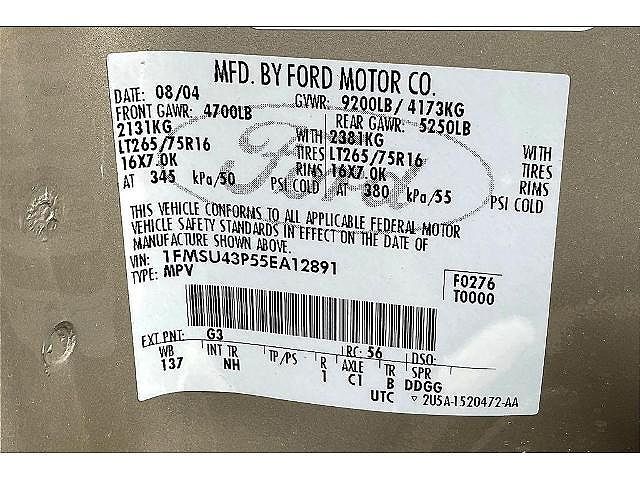 MFD. BY FORD MOTOR CO.
DATE: 08/04 GVWR: 9200LB/ 4173KG
FRONT GAWR: 4700LB REAR GAWR: 5250LB
2131KG WITH 2381KG WITH
LT265/75R16 TIRES LT265/75R16 TIRES
16X7.0K RIMS 16X7.0K RIMS
AT 345 kPa/50 PSI COLD AT 380 kPa/55 PSI COLD
Ford
THIS VEHICLE CONFORMS TO ALL APPLICABLE FEDERAL MOTOR
VEHICLE SAFETY STANDARDS IN EFFECT ON THE DATE OF
MANUFACTURE SHOWN ABOVE.
VIN: 1FMSU43P55EA12891
TYPE: MPV
F0276
T0000
EXT PNT: G3 RC: 56 DSO:
WB INT TR TP/PS R AXLE TR SPR
137 NH 1 C1 B DDGG
UTC ▽ 2U5A-1520472-AA